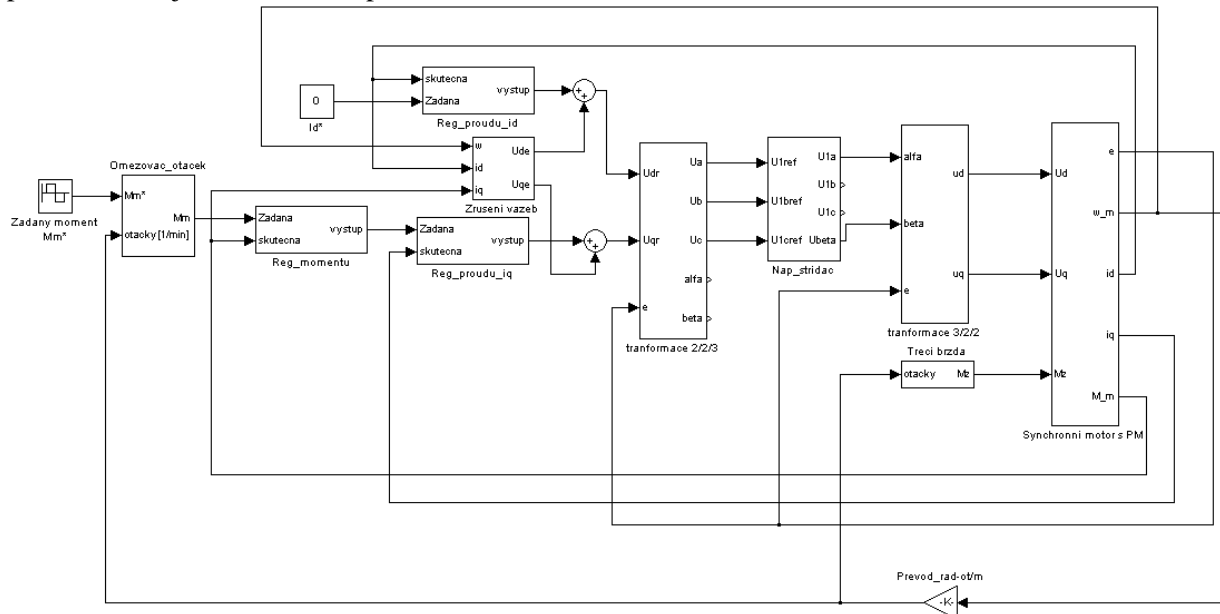 0
Id*
skutecna
Zadana
vystup
Reg_proudu_id
+
+
w
id
iq
Ude
Uqe
Zruseni vazeb
Omezovac_otacek
Mm*
otacky [1/min]
Mm
Zadany moment
Mm*
Zadana
skutecna
vystup
Reg_momentu
Zadana
skutecna
vystup
Reg_proudu_iq
+
+
Udr
Uqr
e
Ua
Ub
Uc
alfa
beta
tranformace 2/2/3
U1ref
U1bref
U1cref
U1a
U1b
U1c
Ubeta
Nap_stridac
alfa
beta
e
ud
uq
tranformace 3/2/2
Treci brzda
otacky
Mz
Ud
Uq
Mz
e
w_m
id
iq
M_m
Synchronni motor s PM
Prevod_rad-ot/m
-K-